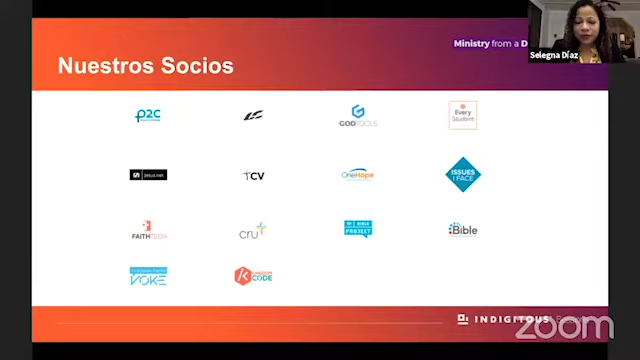 Ministry from a D
Selegna Díaz
Nuestros Socios
P2C
LC
GODTOOLS
Every
Student
jesus.net
TCV
OneHope
ISSUES
I FACE
FAITHTECH
cru
BIBLE
PROJECT
Bible
VOKE
KINGDOM
CODE
INDIGITOUS
zoom